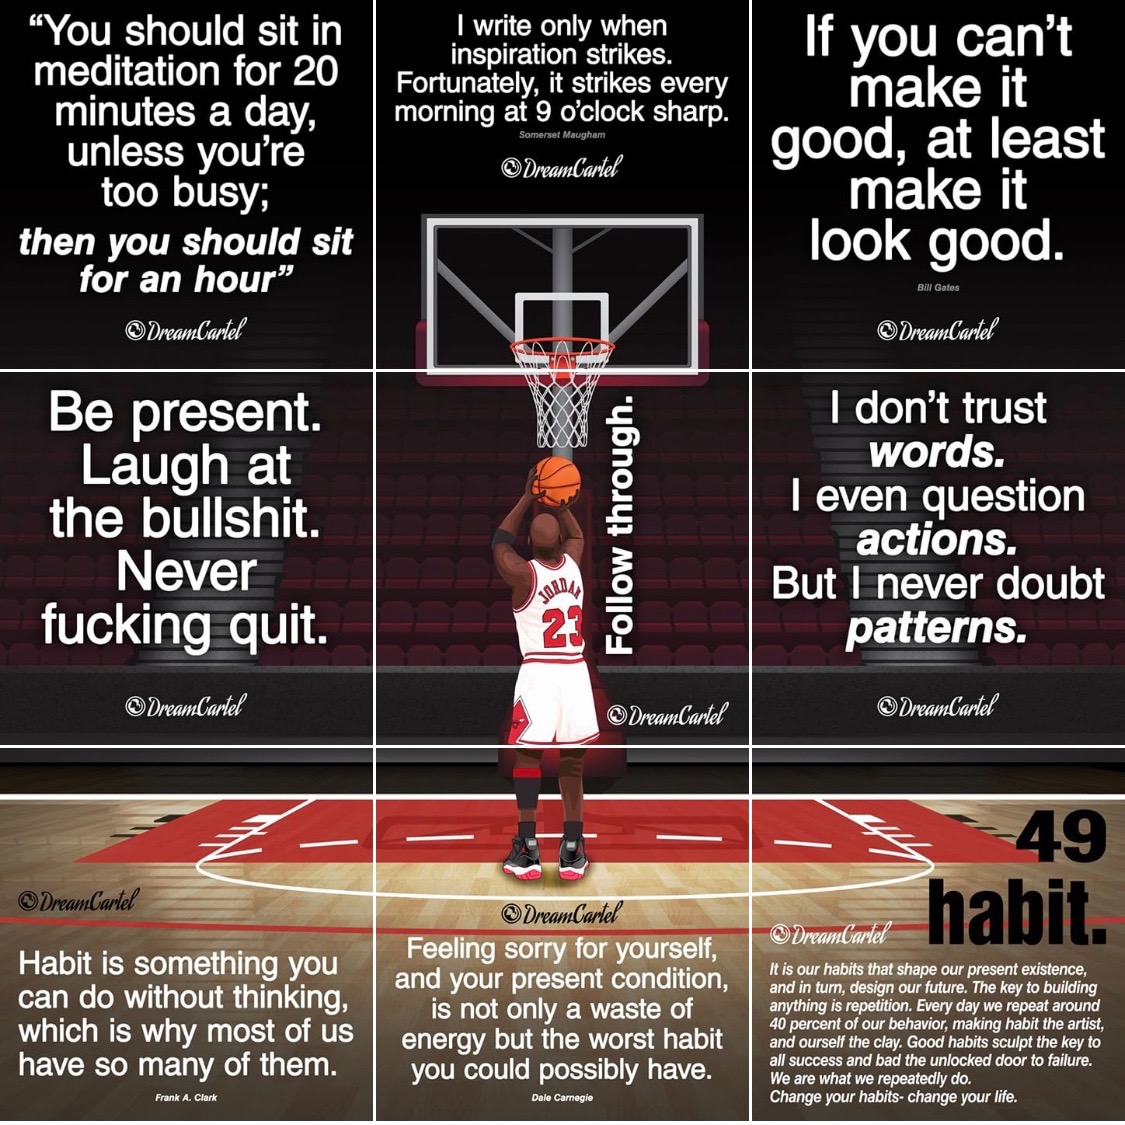 “You should sit in
meditation for 20
minutes a day,
unless you’re
too busy;
then you should sit
for an hour”
DreamCartel
I write only when
inspiration strikes.
Fortunately, it strikes every
morning at 9 o’clock sharp.
Somerset Maugham
DreamCartel
If you can’t
make it
good, at least
make it
look good.
Bill Gates
DreamCartel
Be present.
Laugh at
the bullshit.
Never
fucking quit.
DreamCartel
Follow through.
JORDAN
23
DreamCartel
I don’t trust
words.
I even question
actions.
But I never doubt
patterns.
DreamCartel
DreamCartel
Habit is something you
can do without thinking,
which is why most of us
have so many of them.
Frank A. Clark
DreamCartel
Feeling sorry for yourself,
and your present condition,
is not only a waste of
energy but the worst habit
you could possibly have.
Dale Carnegie
49
habit.
DreamCartel
It is our habits that shape our present existence,
and in turn, design our future. The key to building
anything is repetition. Every day we repeat around
40 percent of our behavior, making habit the artist,
and ourself the clay. Good habits sculpt the key to
all success and bad the unlocked door to failure.
We are what we repeatedly do.
Change your habits- change your life.